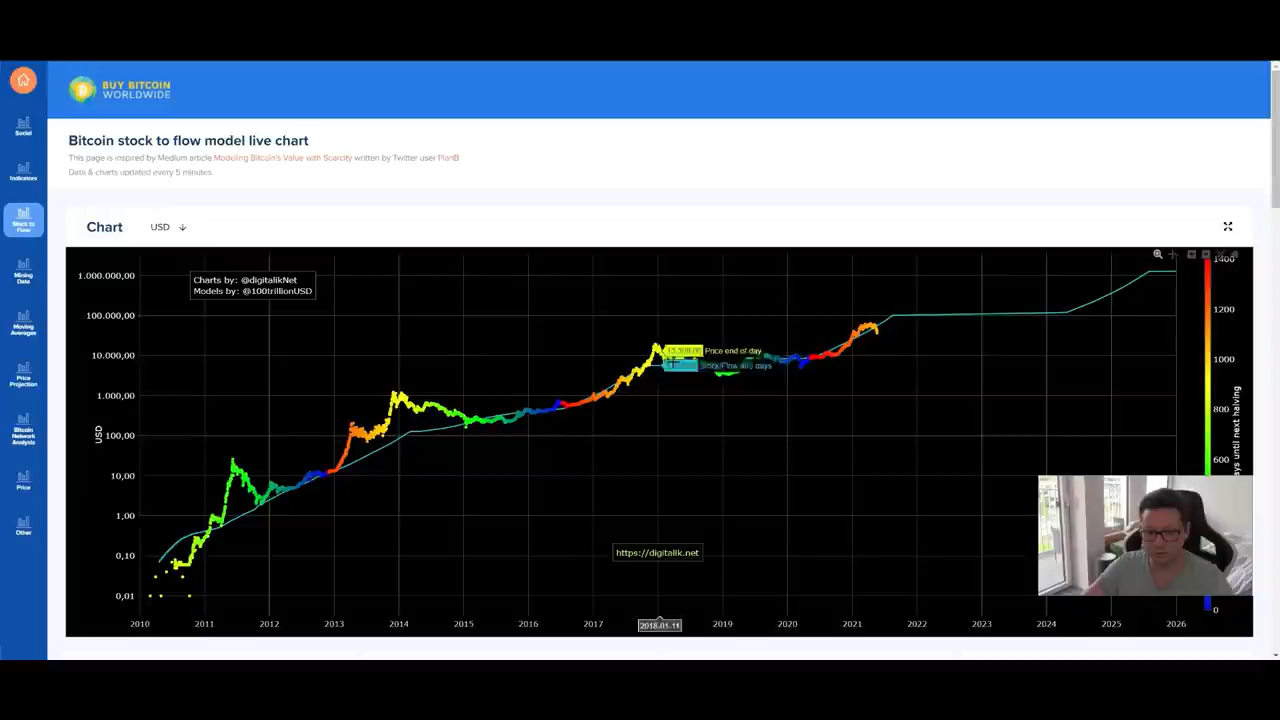 BUY BITCOIN
WORLDWIDE
Social
Indicators
Stock to
Flow
Mining
Data
Moving
Averages
Price
Projection
Bitcoin
Network
Analysis
Price
Other
Bitcoin stock to flow model live chart
This page is inspired by Medium article Modeling Bitcoin's Value with Scarcity written by Twitter user PlanB
Data & charts updated every 5 minutes
Chart
USD
Charts by: @digitalikNet
Models by: @100trillionUSD
1.000.000,00
100.000,00
10.000,00
1.000,00
100,00
10,00
1,00
0,10
0,01
USD
Price end of day
days
https://digitalik.net
2010
2011
2012
2013
2014
2015
2016
2017
2018-01-11
2019
2020
2021
2022
2023
2024
2025
2026
1400
1200
1000
800
600
0
until next halving